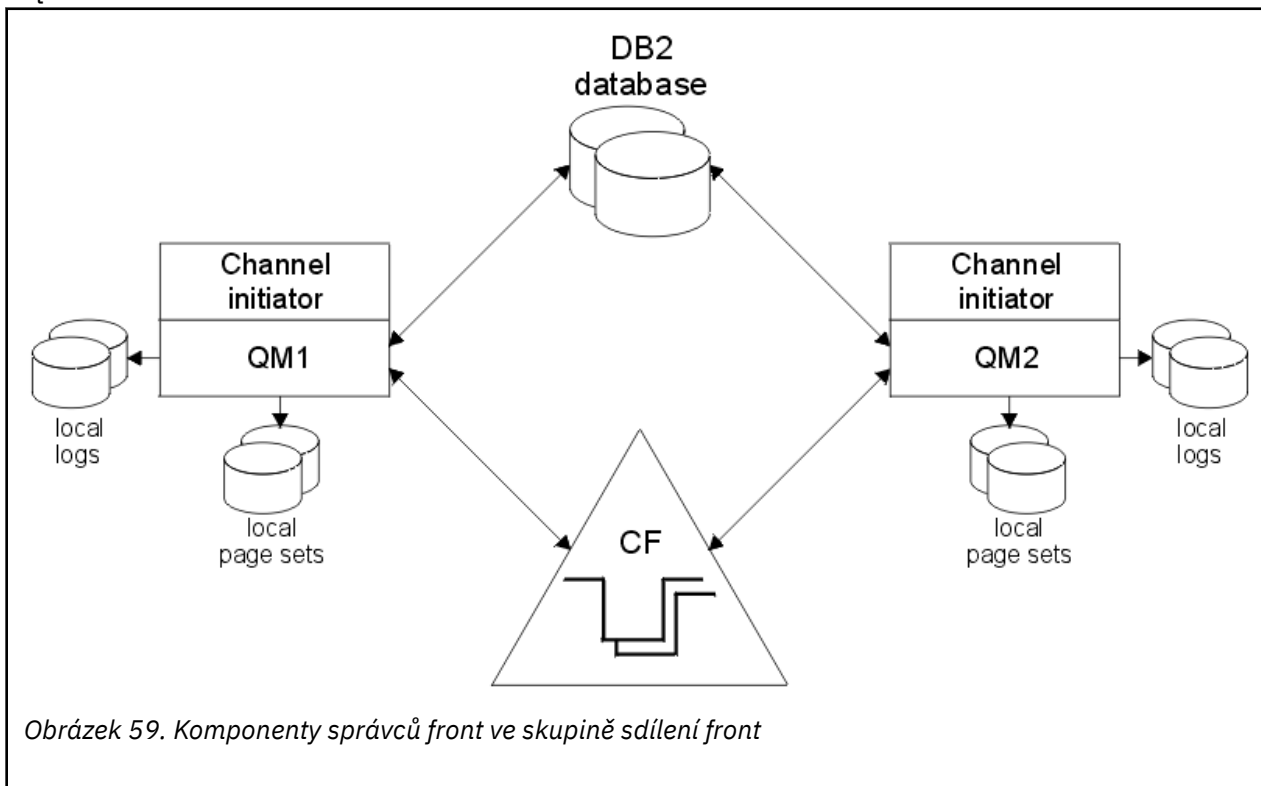 DB2
database
Channel
initiator
QM1
local
logs
local
page sets
Channel
initiator
QM2
local
logs
local
page sets
CF
Obrázek 59. Komponenty správců front ve skupině sdílení front